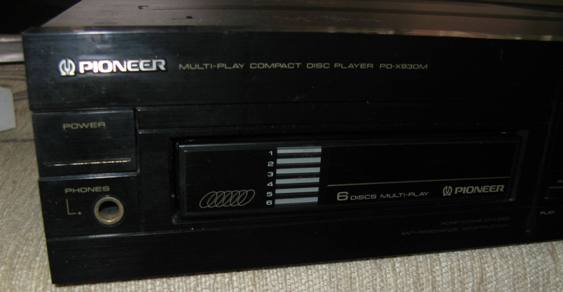 PIONEER MULTI-PLAY COMPACT DISC PLAYER PD-X930M
POWER
PHONES
1
2
3
4
5
6
6 DISCS MULTI-PLAY PIONEER
PLAY